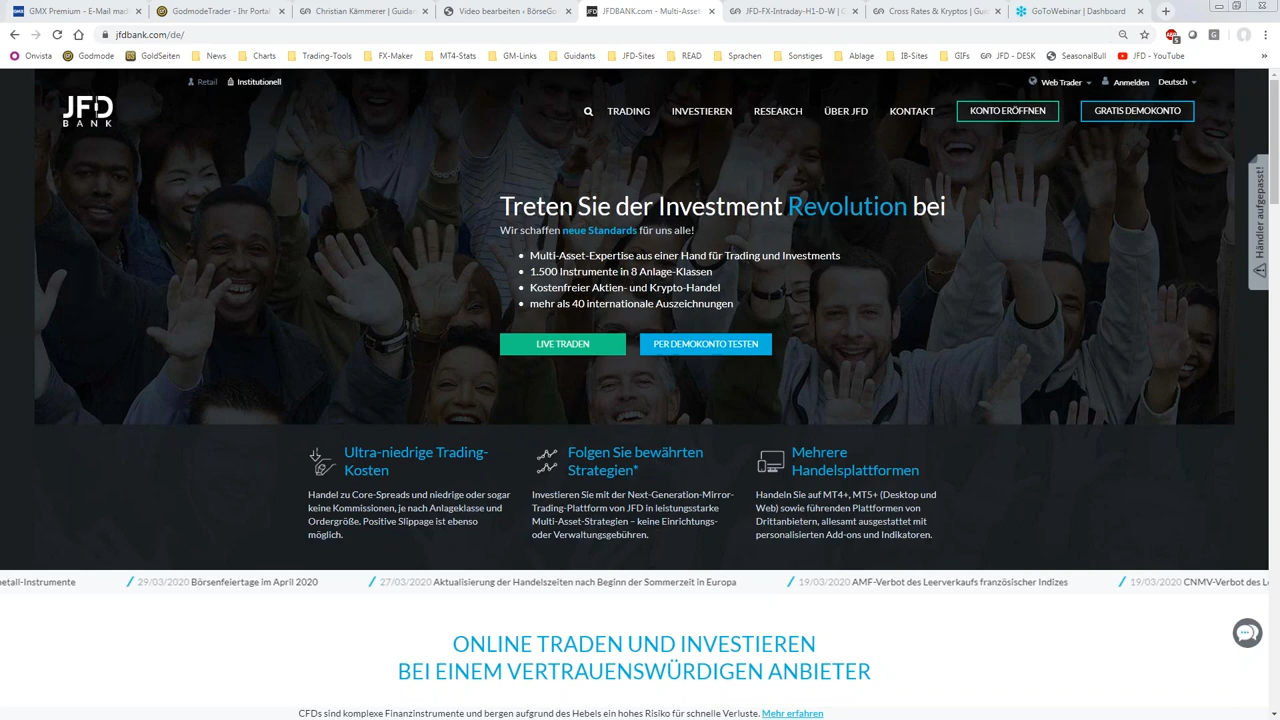 GMX Premium - E-Mail mad
GodmodeTrader - Ihr Portal
Christian Kämmerer | Guidan
Video bearbeiten ‹ BörseGo
JFDBANK.com - Multi-Asset
JFD-FX-Intraday-H1-D-W | G
Cross Rates & Kryptos | Gui
GoToWebinar | Dashboard
jfdbank.com/de/
Onvista
Godmode
GoldSeiten
News
Charts
Trading-Tools
FX-Maker
MT4-Stats
GM-Links
Guidants
JFD-Sites
READ
Sprachen
Sonstiges
Ablage
IB-Sites
GIFs
JFD - DESK
SeasonalBull
JFD - YouTube
Retail
Institutionell
Web Trader
Anmelden
Deutsch
JFD
BANK
TRADING
INVESTIEREN
RESEARCH
ÜBER JFD
KONTAKT
KONTO ERÖFFNEN
GRATIS DEMOKONTO
Händler aufgepasst!
Treten Sie der Investment Revolution bei
Wir schaffen neue Standards für uns alle!
Multi-Asset-Expertise aus einer Hand für Trading und Investments
1.500 Instrumente in 8 Anlage-Klassen
Kostenfreier Aktien- und Krypto-Handel
mehr als 40 internationale Auszeichnungen
LIVE TRADEN
PER DEMOKONTO TESTEN
Ultra-niedrige Trading-
Kosten
Handel zu Core-Spreads und niedrige oder sogar
keine Kommissionen, je nach Anlageklasse und
Ordergröße. Positive Slippage ist ebenso
möglich.
Folgen Sie bewährten
Strategien*
Investieren Sie mit der Next-Generation-Mirror-
Trading-Plattform von JFD in leistungsstarke
Multi-Asset-Strategien – keine Einrichtungs-
oder Verwaltungsgebühren.
Mehrere
Handelsplattformen
Handeln Sie auf MT4+, MT5+ (Desktop und
Web) sowie führenden Plattformen von
Drittanbietern, allesamt ausgestattet mit
personalisierten Add-ons und Indikatoren.
etall-Instrumente
29/03/2020 Börsenfeiertage im April 2020
27/03/2020 Aktualisierung der Handelszeiten nach Beginn der Sommerzeit in Europa
19/03/2020 AMF-Verbot des Leerverkaufs französischer Indizes
19/03/2020 CNMV-Verbot des Le
ONLINE TRADEN UND INVESTIEREN
BEI EINEM VERTRAUENSWÜRDIGEN ANBIETER
CFDs sind komplexe Finanzinstrumente und bergen aufgrund des Hebels ein hohes Risiko für schnelle Verluste. Mehr erfahren